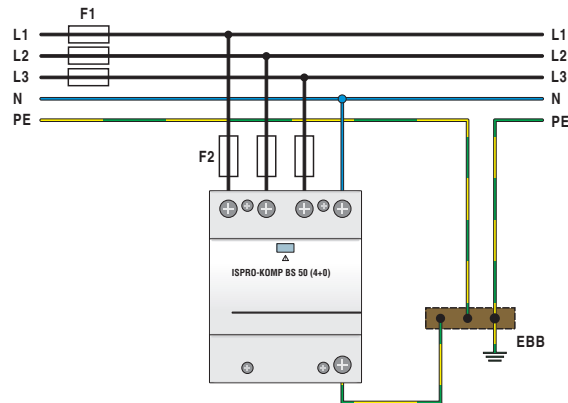 F1
L1 L1
L2 L2
L3 L3
N N
PE PE
F2
ISPRO-KOMP BS 50 (4+0)
EBB